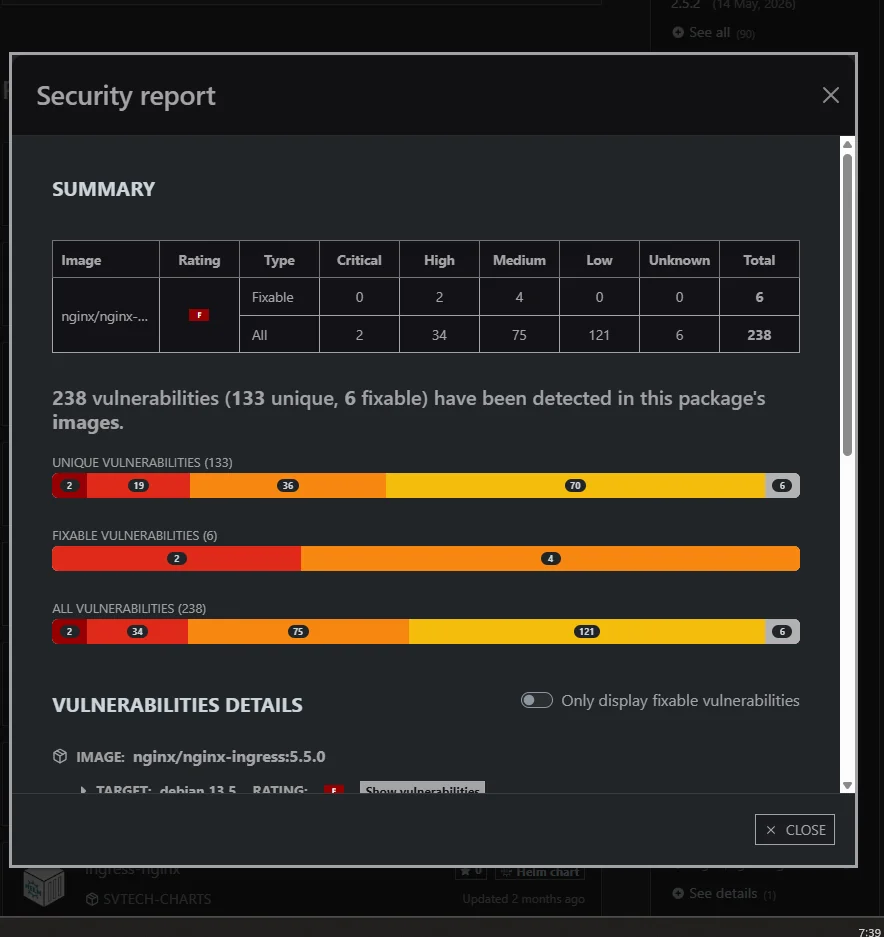 2.5.2 (14 May, 2026)
See all (90)
Security report
SUMMARY
Image Rating Type Critical High Medium Low Unknown Total
nginx/nginx-... F
Fixable 0 2 4 0 0 6
All 2 34 75 121 6 238
238 vulnerabilities (133 unique, 6 fixable) have been detected in this package's
images.
UNIQUE VULNERABILITIES (133)
2 19 36 70 6
FIXABLE VULNERABILITIES (6)
2 4
ALL VULNERABILITIES (238)
2 34 75 121 6
VULNERABILITIES DETAILS
Only display fixable vulnerabilities
IMAGE: nginx/nginx-ingress:5.5.0
TARGET: debian 13.5 RATING: F Show vulnerabilities
CLOSE
ingress-nginx
0 Helm chart
SVTECH-CHARTS
Updated 2 months ago
See details (1)
7:39